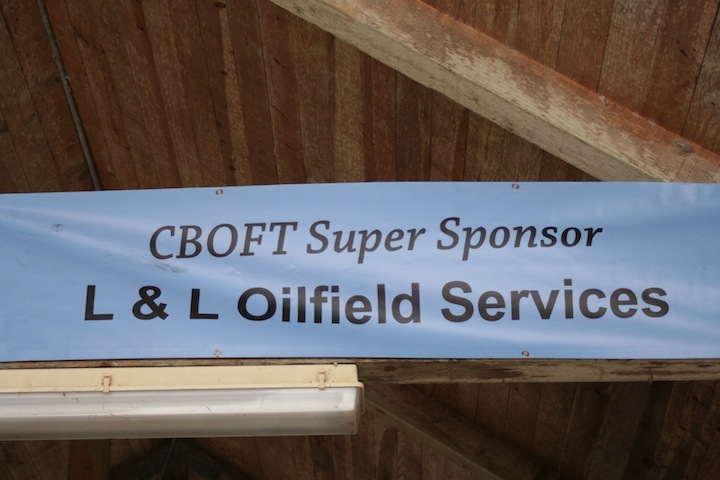 CBOFT Super Sponsor
L & L Oilfield Services